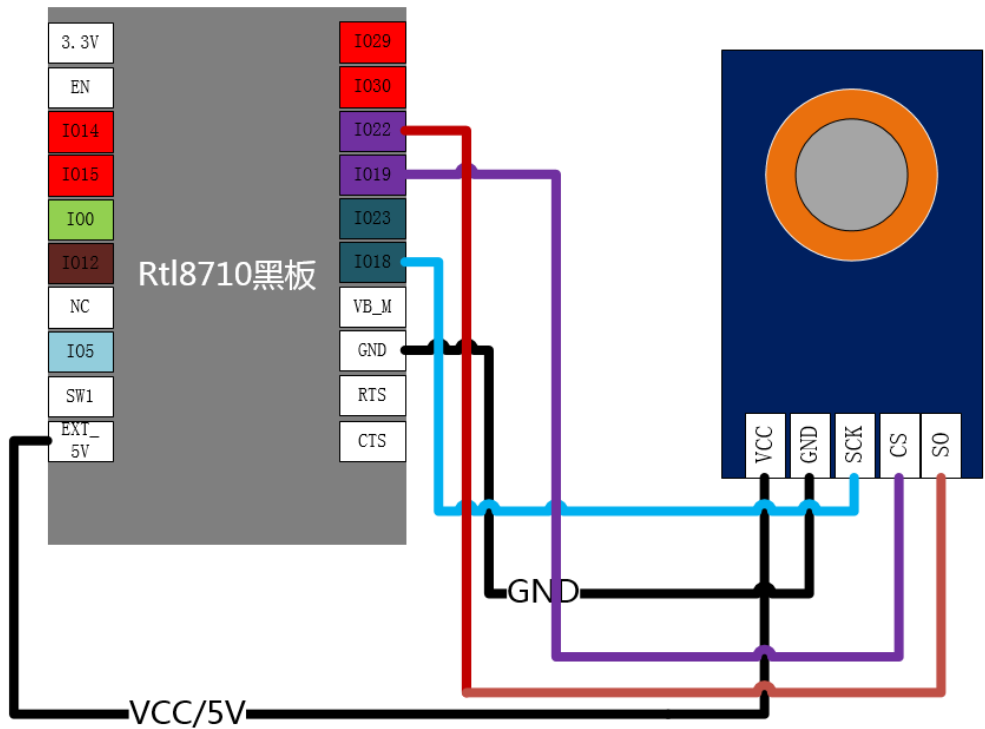 3.3V
EN
IO14
IO15
IO0
IO12
NC
IO5
SW1
EXT_
5V
Rtl8710黑板
IO29
IO30
IO22
IO19
IO23
IO18
VB_M
GND
RTS
CTS
VCC
GND
SCK
CS
SO
GND
VCC/5V